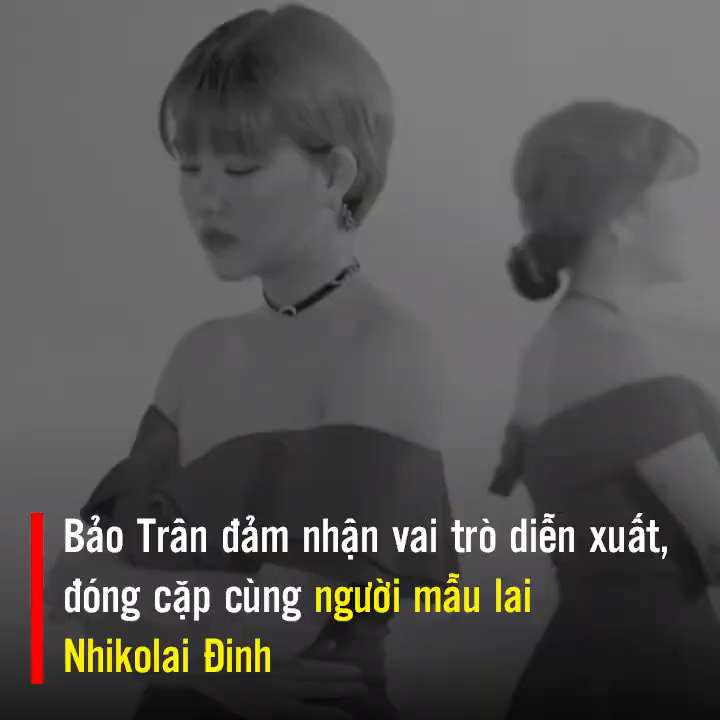 Bảo Trân đảm nhận vai trò diễn xuất,
đóng cặp cùng người mẫu lai
Nhikolai Đinh